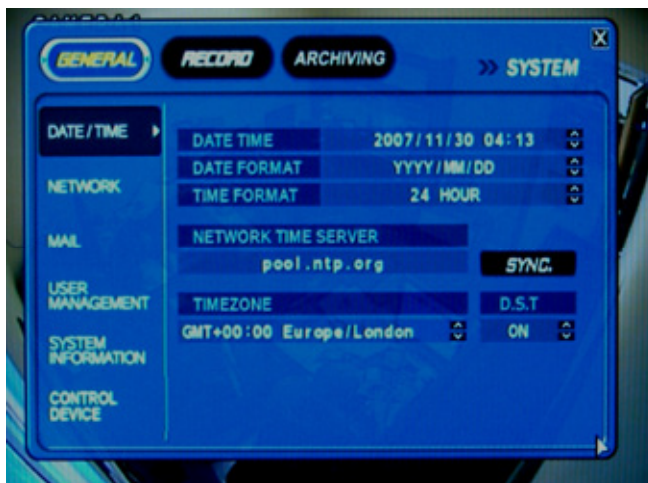 GENERAL
RECORD
ARCHIVING
X
>> SYSTEM
DATE / TIME
DATE TIME 2007/11/30 04:13
DATE FORMAT YYYY/MM/DD
TIME FORMAT 24 HOUR
NETWORK
MAIL
USER
MANAGEMENT
SYSTEM
INFORMATION
CONTROL
DEVICE
NETWORK TIME SERVER
pool.ntp.org SYNC.
TIMEZONE D.S.T
GMT+00:00 Europe/London ON